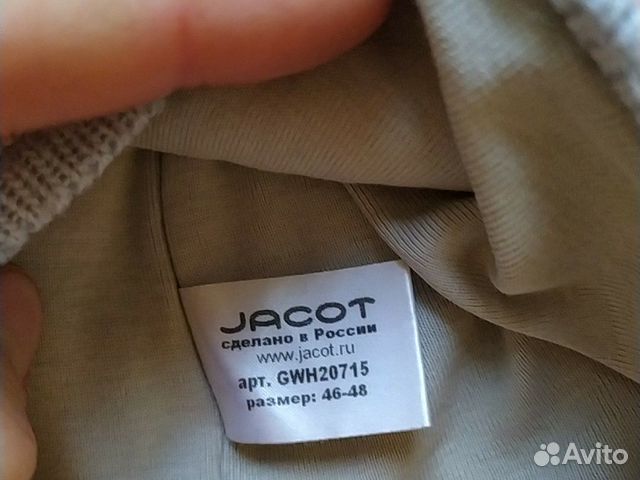 JACOT
сделано в России
www.jacot.ru
арт. GWH20715
размер: 46-48
Avito